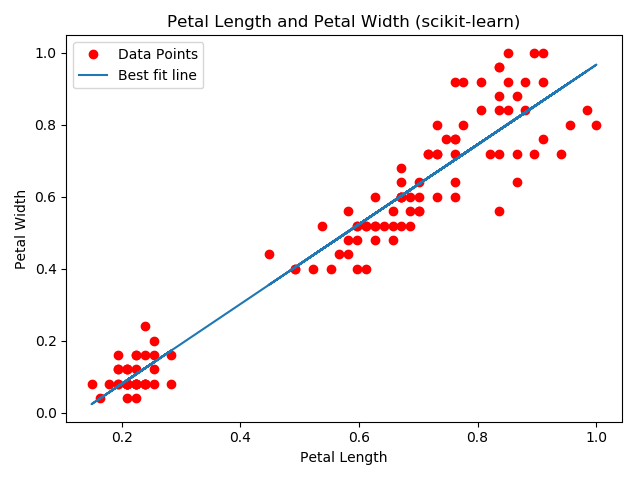 Petal Length and Petal Width (scikit-learn)
Data Points
Best fit line
Petal Width
1.0
0.8
0.6
0.4
0.2
0.0
0.2
0.4
0.6
0.8
1.0
Petal Length